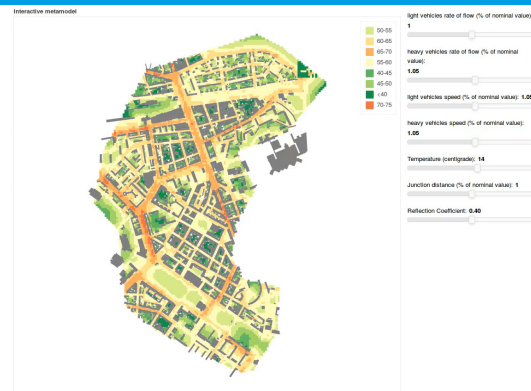 Interactive metamodel
50-55
60-65
65-70
55-60
40-45
45-50
<40
70-75
light vehicles rate of flow (% of nominal value):
1
heavy vehicles rate of flow (% of nominal
value):
1.05
light vehicles speed (% of nominal value): 1.05
heavy vehicles speed (% of nominal value):
1.05
Temperature (centigrade): 14
Junction distance (% of nominal value): 1
Reflection Coefficient: 0.40